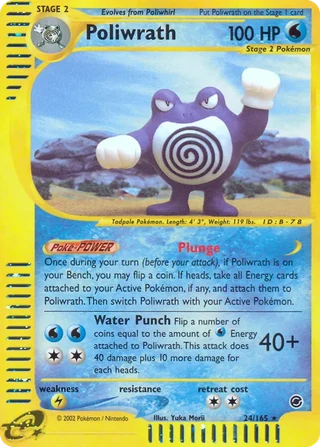 STAGE 2 Evolves from Poliwhirl Put Poliwrath on the Stage 1 card
Poliwrath 100 HP
Stage 2 Pokémon
Tadpole Pokémon. Length: 4' 3", Weight: 119 lbs. ID: B-78
Poké-POWER Plunge
Once during your turn (before your attack), if Poliwrath is on
your Bench, you may flip a coin. If heads, take all Energy cards
attached to your Active Pokémon, if any, and attach them to
Poliwrath. Then switch Poliwrath with your Active Pokémon.
Water Punch Flip a number of
coins equal to the amount of Energy
attached to Poliwrath. This attack does
40 damage plus 10 more damage for
each heads.
40+
weakness resistance retreat cost
© 2002 Pokémon / Nintendo Illus. Yuka Morii 24/165 ★